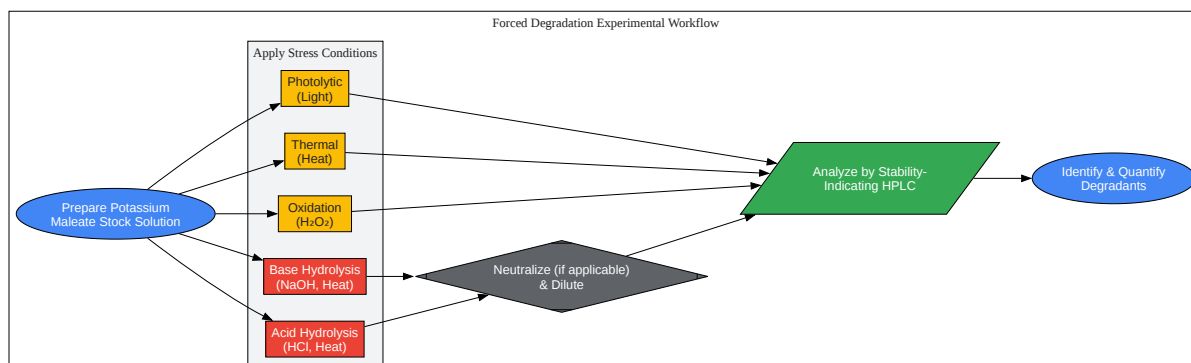 Forced Degradation Experimental Workflow
Apply Stress Conditions
Photolytic
(Light)
Thermal
(Heat)
Oxidation
(H₂O₂)
Base Hydrolysis
(NaOH, Heat)
Acid Hydrolysis
(HCl, Heat)
Prepare Potassium
Maleate Stock Solution
Neutralize (if applicable)
& Dilute
Analyze by Stability-
Indicating HPLC
Identify & Quantify
Degradants